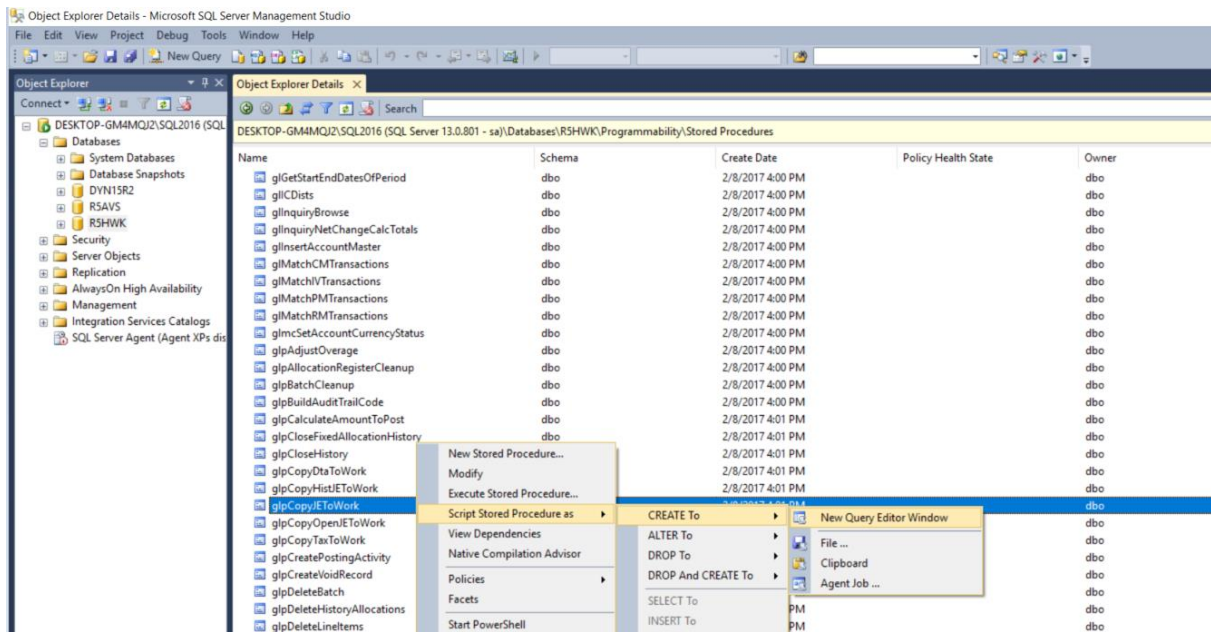 Object Explorer Details - Microsoft SQL Server Management Studio
File Edit View Project Debug Tools Window Help
New Query
Object Explorer
Object Explorer Details
Connect
Search
DESKTOP-GM4MQJ2\SQL2016 (SQL
DESKTOP-GM4MQJ2\SQL2016 (SQL Server 13.0.801 - sa)\Databases\R5HWK\Programmability\Stored Procedures
Databases
System Databases
Database Snapshots
DYN15R2
R5AVS
R5HWK
Security
Server Objects
Replication
AlwaysOn High Availability
Management
Integration Services Catalogs
SQL Server Agent (Agent XPs dis
Name Schema Create Date Policy Health State Owner
glGetStartEndDatesOfPeriod dbo 2/8/2017 4:00 PM dbo
glICDists dbo 2/8/2017 4:00 PM dbo
glInquiryBrowse dbo 2/8/2017 4:00 PM dbo
glInquiryNetChangeCalcTotals dbo 2/8/2017 4:00 PM dbo
glInsertAccountMaster dbo 2/8/2017 4:00 PM dbo
glMatchCMTransactions dbo 2/8/2017 4:00 PM dbo
glMatchIVTransactions dbo 2/8/2017 4:00 PM dbo
glMatchPMTransactions dbo 2/8/2017 4:00 PM dbo
glMatchRMTransactions dbo 2/8/2017 4:00 PM dbo
glmcSetAccountCurrencyStatus dbo 2/8/2017 4:00 PM dbo
glpAdjustOverage dbo 2/8/2017 4:00 PM dbo
glpAllocationRegisterCleanup dbo 2/8/2017 4:00 PM dbo
glpBatchCleanup dbo 2/8/2017 4:00 PM dbo
glpBuildAuditTrailCode dbo 2/8/2017 4:00 PM dbo
glpCalculateAmountToPost dbo 2/8/2017 4:01 PM dbo
glpCloseFixedAllocationHistory dbo 2/8/2017 4:01 PM dbo
glpCloseHistory 2/8/2017 4:01 PM dbo
glpCopyDtaToWork 2/8/2017 4:01 PM dbo
glpCopyHistJEToWork 2/8/2017 4:01 PM dbo
glpCopyJEToWork dbo
glpCopyOpenJEToWork dbo
glpCopyTaxToWork dbo
glpCreatePostingActivity dbo
glpCreateVoidRecord dbo
glpDeleteBatch dbo
glpDeleteHistoryAllocations PM dbo
glpDeleteLineItems PM dbo
New Stored Procedure...
Modify
Execute Stored Procedure...
Script Stored Procedure as
View Dependencies
Native Compilation Advisor
Policies
Facets
Start PowerShell
CREATE To
ALTER To
DROP To
DROP And CREATE To
SELECT To
INSERT To
New Query Editor Window
File ...
Clipboard
Agent Job ...